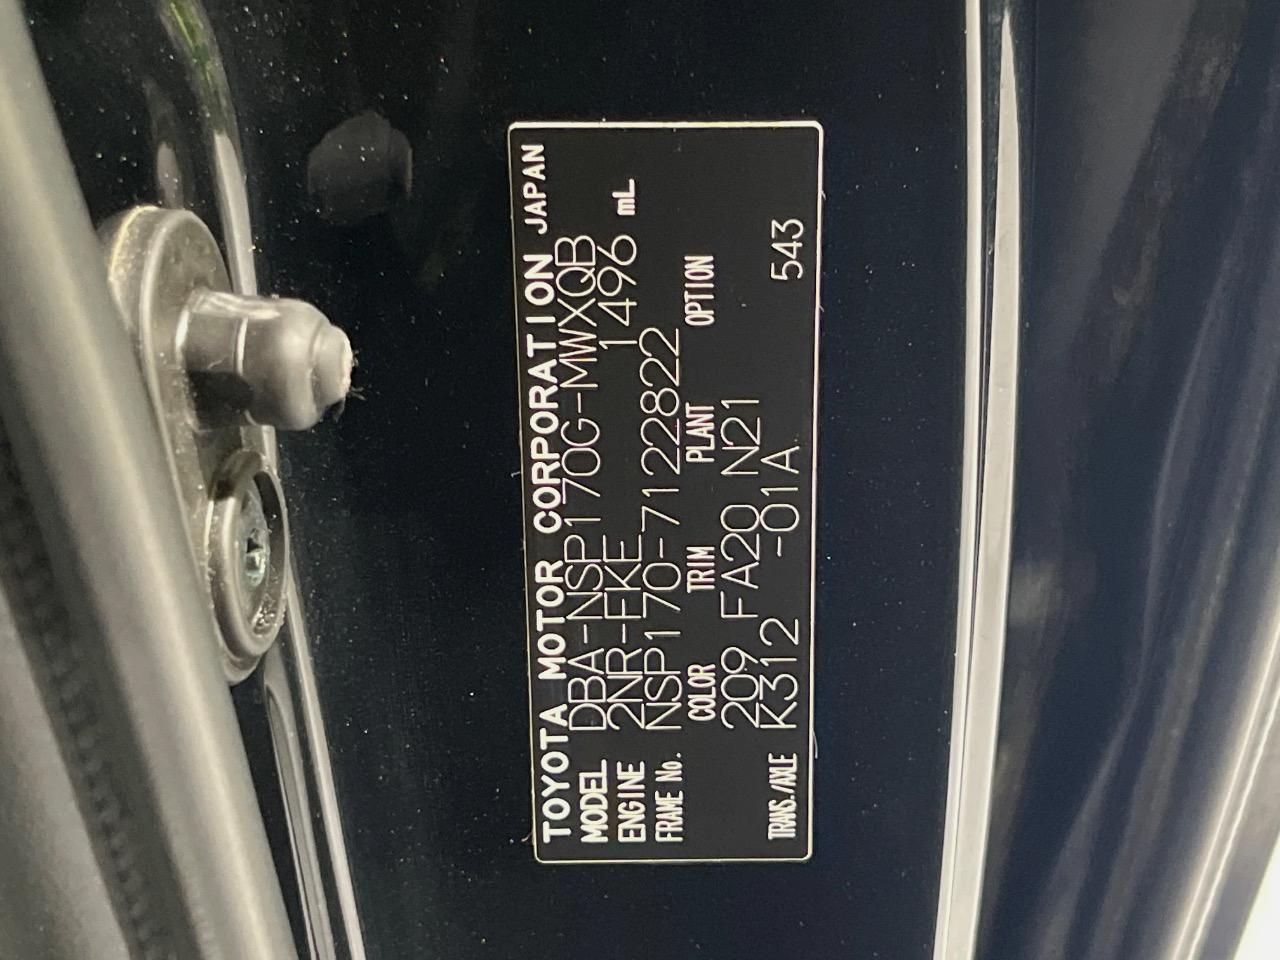 TOYOTA MOTOR CORPORATION JAPAN
MODEL DBA-NSP170G-MWXQB
ENGINE 2NR-FKE 1496 mL
FRAME No. NSP170-7122822
COLOR TRIM PLANT OPTION
209 FA20 N21
TRANS./AXLE K312 -01A 543